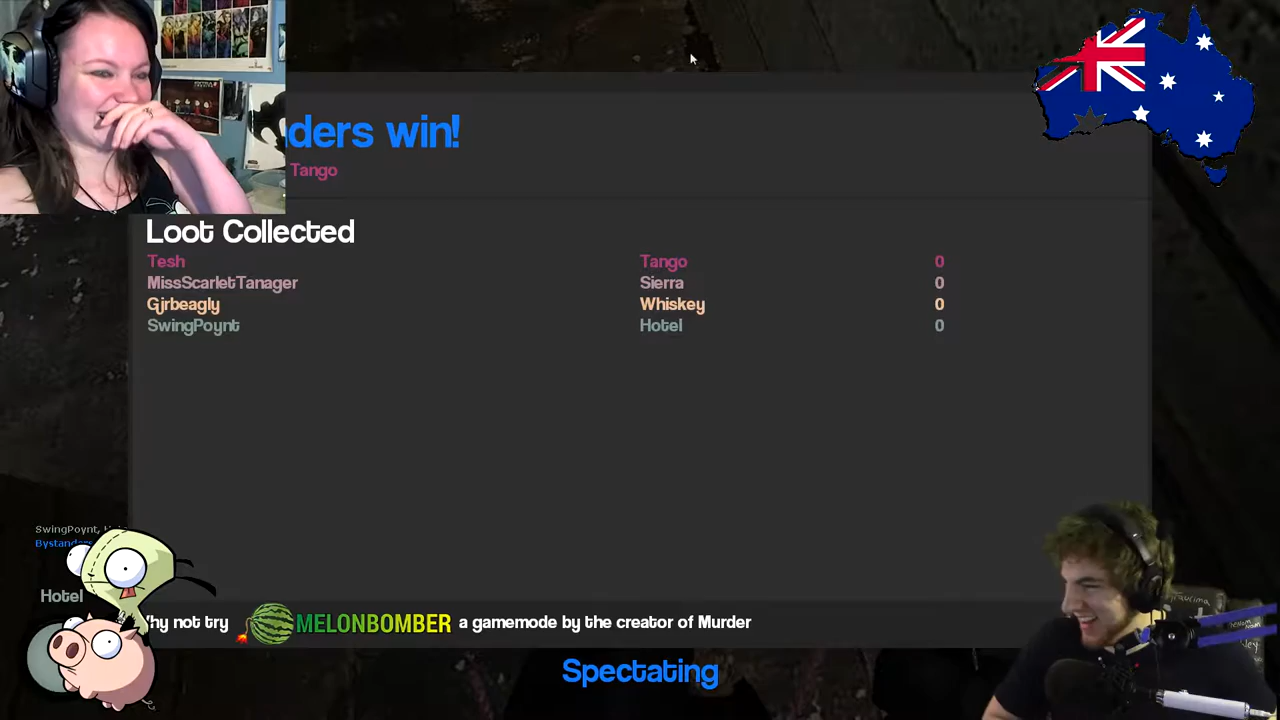 ders win!
Tango
Loot Collected
Tesh Tango 0
MissScarletTanager Sierra 0
Gjrbeagly Whiskey 0
SwingPoynt Hotel 0
SwingPoynt,
Bystanders
Hotel
hy not try MELONBOMBER a gamemode by the creator of Murder
Spectating